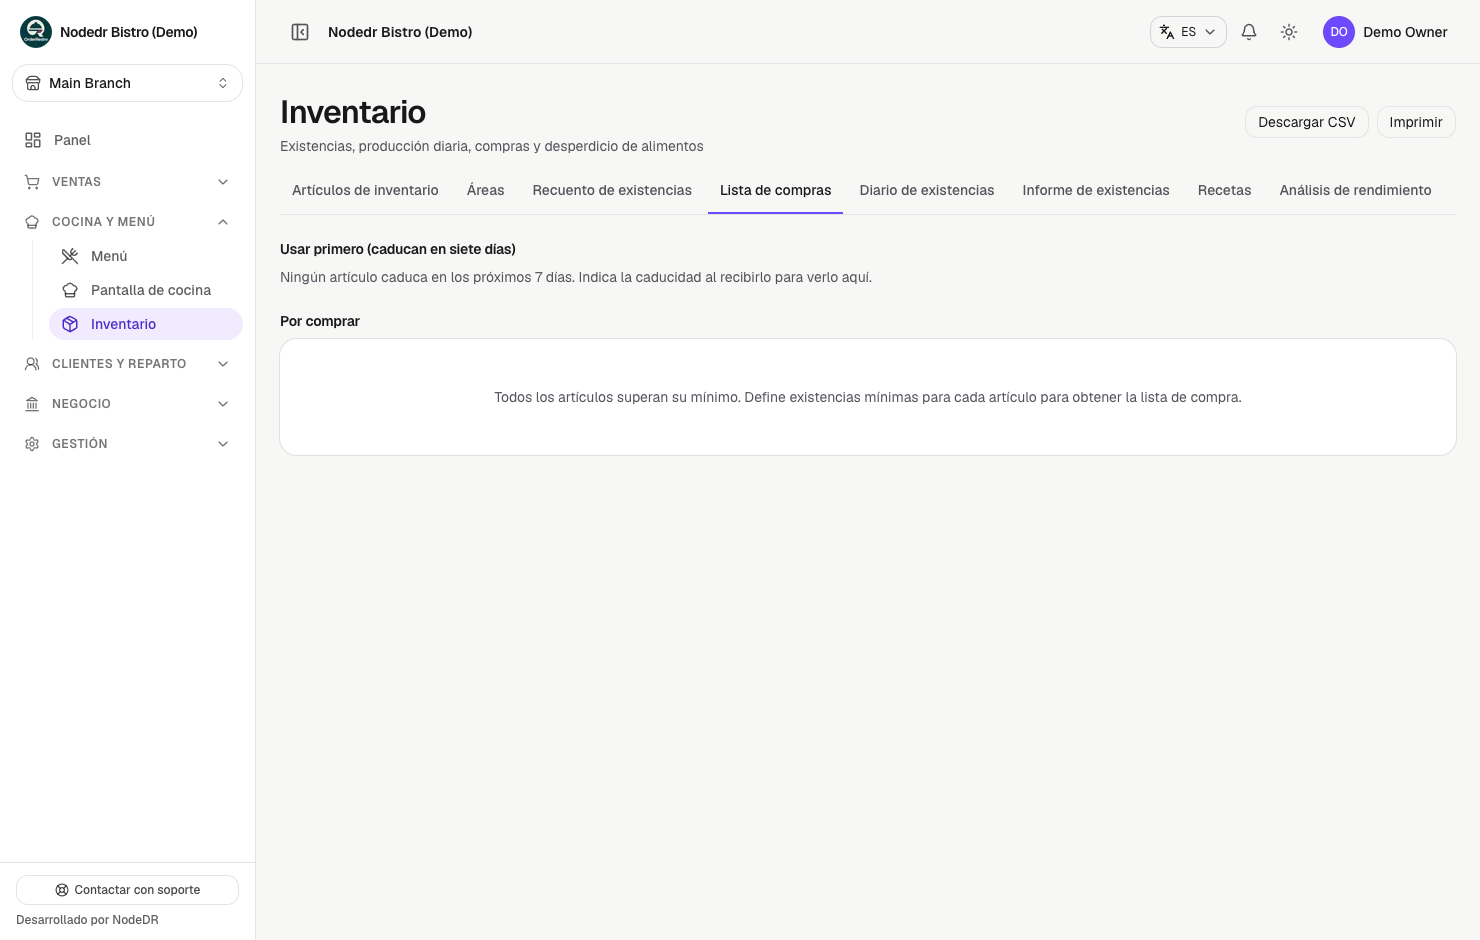 Nodedr Bistro (Demo)
Main Branch
Panel
VENTAS
COCINA Y MENÚ
Menú
Pantalla de cocina
Inventario
CLIENTES Y REPARTO
NEGOCIO
GESTIÓN
Contactar con soporte
Desarrollado por NodeDR
Nodedr Bistro (Demo)
ES
DO
Demo Owner
Inventario
Existencias, producción diaria, compras y desperdicio de alimentos
Descargar CSV
Imprimir
Artículos de inventario
Áreas
Recuento de existencias
Lista de compras
Diario de existencias
Informe de existencias
Recetas
Análisis de rendimiento
Usar primero (caducan en siete días)
Ningún artículo caduca en los próximos 7 días. Indica la caducidad al recibirlo para verlo aquí.
Por comprar
Todos los artículos superan su mínimo. Define existencias mínimas para cada artículo para obtener la lista de compra.